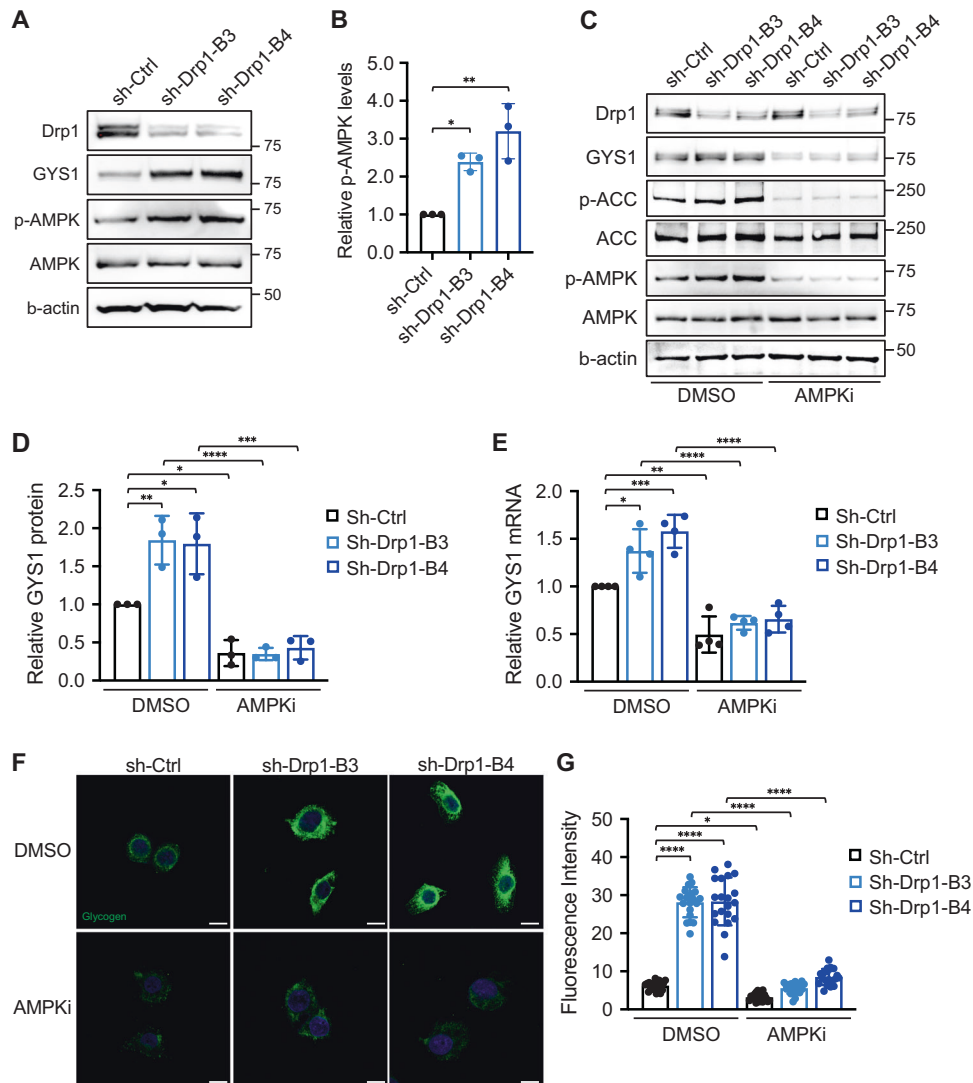 A
sh-Ctrl
sh-Drp1-B3
sh-Drp1-B4
Drp1
75
GYS1
75
p-AMPK
75
AMPK
75
b-actin
50
B
Relative p-AMPK levels
5.0
4.0
3.0
2.0
1.0
0.0
*
**
sh-Ctrl
sh-Drp1-B3
sh-Drp1-B4
C
sh-Ctrl
sh-Drp1-B3
sh-Drp1-B4
sh-Ctrl
sh-Drp1-B3
sh-Drp1-B4
Drp1
75
GYS1
75
p-ACC
250
ACC
250
p-AMPK
75
AMPK
75
b-actin
50
DMSO
AMPKi
D
Relative GYS1 protein
2.5
2.0
1.5
1.0
0.5
0.0
***
****
*
*
**
DMSO
AMPKi
Sh-Ctrl
Sh-Drp1-B3
Sh-Drp1-B4
E
Relative GYS1 mRNA
2.0
1.5
1.0
0.5
0.0
****
****
**
***
*
DMSO
AMPKi
Sh-Ctrl
Sh-Drp1-B3
Sh-Drp1-B4
F
sh-Ctrl
sh-Drp1-B3
sh-Drp1-B4
DMSO
Glycogen
AMPKi
G
Fluorescence Intensity
50
40
30
20
10
0
****
****
*
****
****
DMSO
AMPKi
Sh-Ctrl
Sh-Drp1-B3
Sh-Drp1-B4